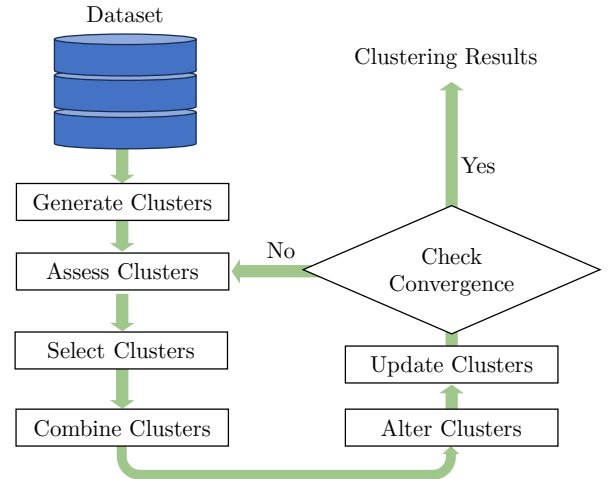 Dataset
Generate Clusters
Assess Clusters
Select Clusters
Combine Clusters
Alter Clusters
Update Clusters
Check
Convergence
No
Yes
Clustering Results